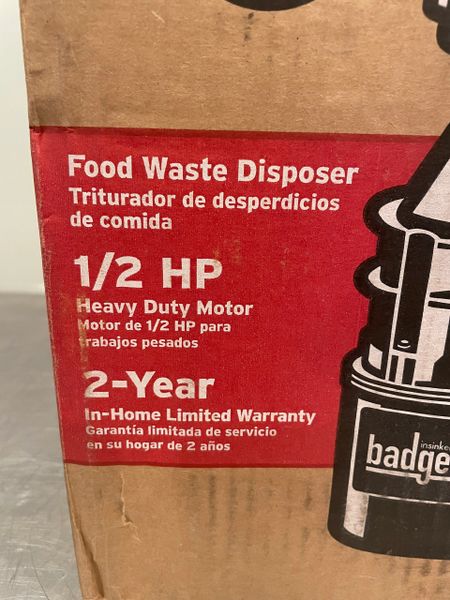 Food Waste Disposer
Triturador de desperdicios
de comida
1/2 HP
Heavy Duty Motor
Motor de 1/2 HP para
trabajos pesados
2-Year
In-Home Limited Warranty
Garantía limitada de servicio
en su hogar de 2 años
insinke
badge